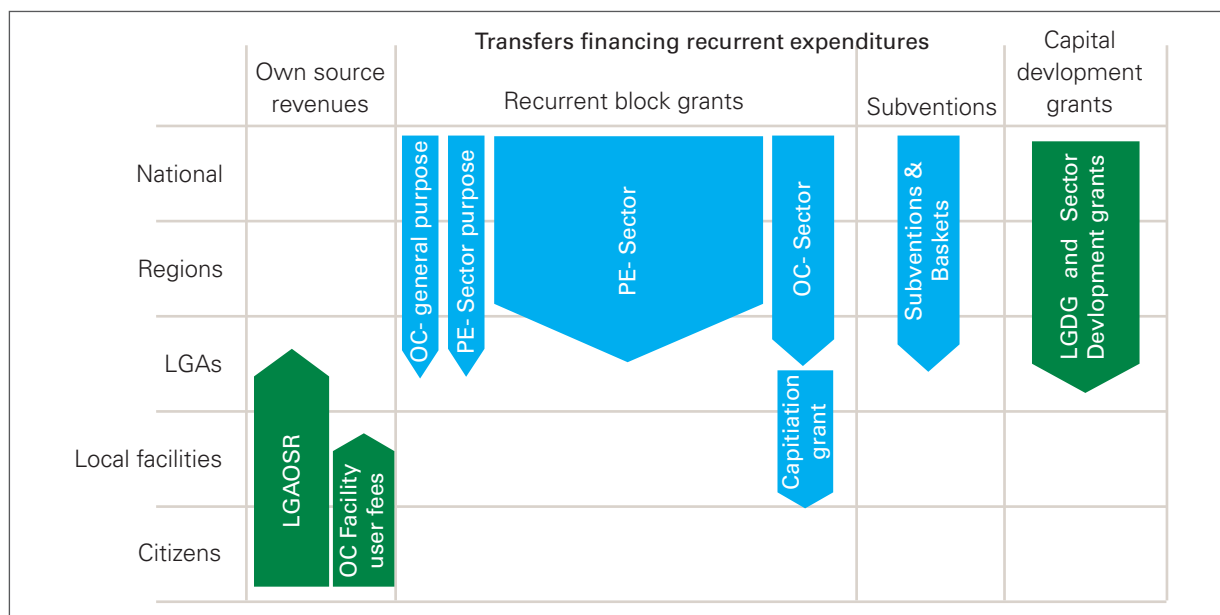 Transfers financing recurrent expenditures
Own source
revenues
Recurrent block grants
Subventions
Capital
devlopment
grants
National
Regions
LGAs
Local facilities
Citizens
LGAOSR
OC Facility
user fees
OC- general purpose
PE- Sector purpose
PE- Sector
OC- Sector
Capitiation
grant
Subventions &
Baskets
LGDG and Sector
Devlopment grants